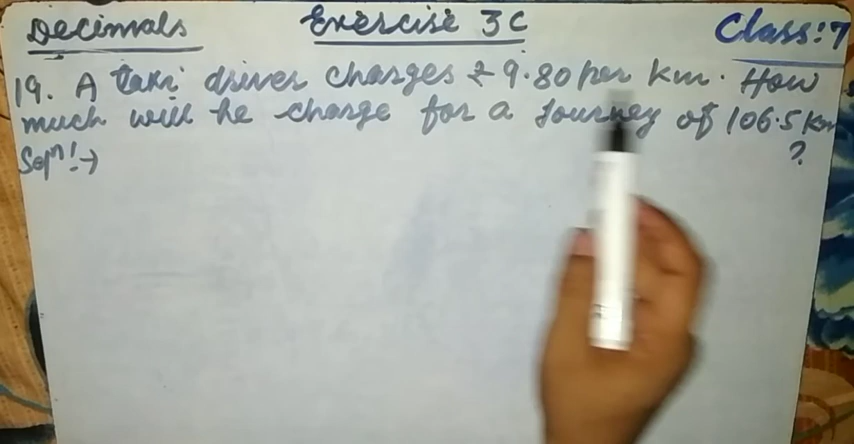 Decimals Exercise 3C Class:7
19. A taxi driver charges ₹ 9.80 per km. How
much will he charge for a journey of 106.5 km
Solⁿ:→ ?